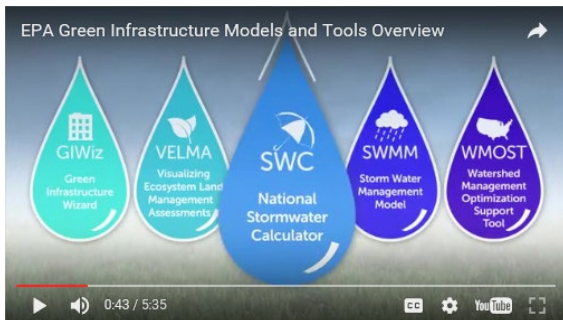 EPA Green Infrastructure Models and Tools Overview
GIWiz
Green
Infrastructure
Wizard
VELMA
Visualizing
Ecosystem Land
Management
Assessments
SWC
National
Stormwater
Calculator
SWMM
Storm Water
Management
Model
WMOST
Watershed
Management
Optimization
Support
Tool
0:43 / 5:35
CC
YouTube